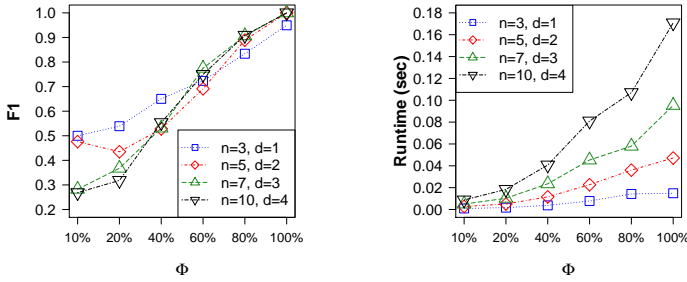 F1
1.0
0.9
0.8
0.7
0.6
0.5
0.4
0.3
0.2
n=3, d=1
n=5, d=2
n=7, d=3
n=10, d=4
10% 20% 40% 60% 80% 100%
Φ
Runtime (sec)
0.18
0.16
0.14
0.12
0.10
0.08
0.06
0.04
0.02
0.00
n=3, d=1
n=5, d=2
n=7, d=3
n=10, d=4
10% 20% 40% 60% 80% 100%
Φ